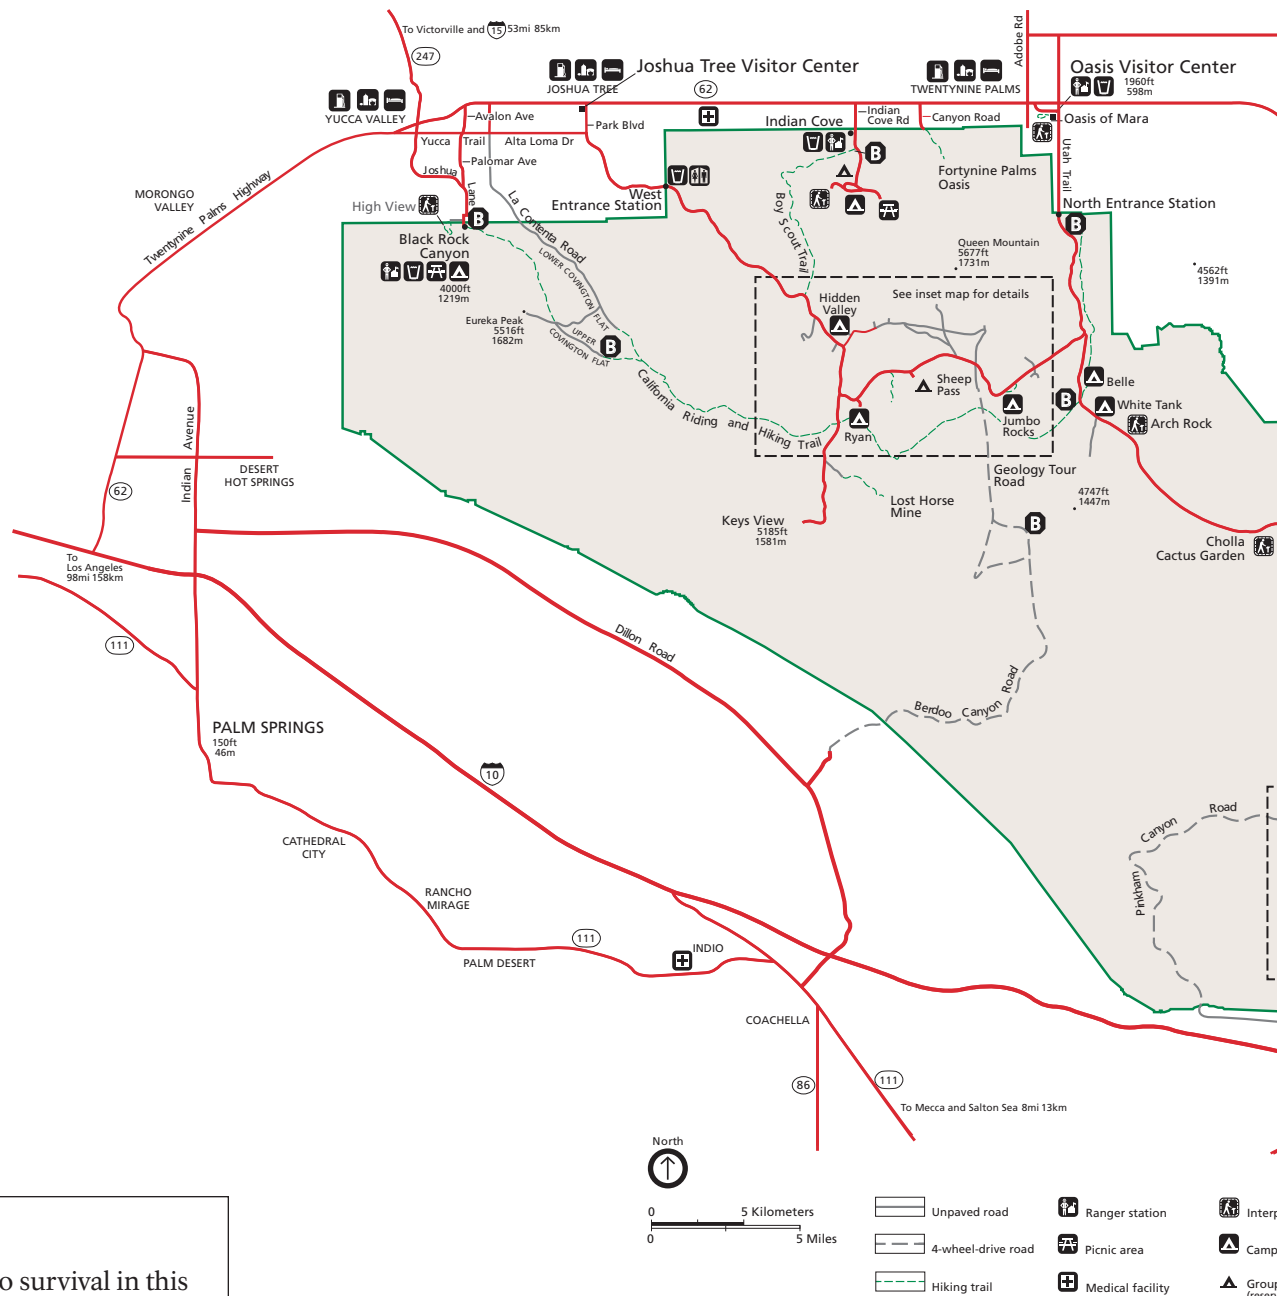 To Victorville and 15 53mi 85km
247
Adobe Rd
Joshua Tree Visitor Center
JOSHUA TREE
62
TWENTYNINE PALMS
Oasis Visitor Center
1960ft
598m
YUCCA VALLEY
Avalon Ave
Park Blvd
Indian Cove
Indian
Cove Rd
Canyon Road
Oasis of Mara
Yucca Trail
Alta Loma Dr
Palomar Ave
Joshua
Lane
Utah Trail
Fortynine Palms
Oasis
MORONGO
VALLEY
Twentynine Palms Highway
High View
La Contenta Road
West
Entrance Station
Boy Scout Trail
North Entrance Station
Black Rock
Canyon
4000ft
1219m
LOWER COVINGTON FLAT
Queen Mountain
5677ft
1731m
4562ft
1391m
Eureka Peak
5516ft
1682m
UPPER
COVINGTON FLAT
B
B
B
B
B
B
Hidden
Valley
See inset map for details
California Riding and Hiking Trail
Sheep
Pass
Belle
White Tank
Arch Rock
Ryan
Jumbo
Rocks
Indian Avenue
DESERT
HOT SPRINGS
62
Geology Tour
Road
4747ft
1447m
Lost Horse
Mine
Keys View
5185ft
1581m
Cholla
Cactus Garden
To
Los Angeles
98mi 158km
111
Dillon Road
Berdoo Canyon Road
PALM SPRINGS
150ft
46m
10
Pinkham Canyon Road
CATHEDRAL
CITY
RANCHO
MIRAGE
111
INDIO
PALM DESERT
COACHELLA
86
111
To Mecca and Salton Sea 8mi 13km
North
0 5 Kilometers
0 5 Miles
Unpaved road
4-wheel-drive road
Hiking trail
Ranger station
Picnic area
Medical facility
Interp
Camp
Group
(reser
o survival in this